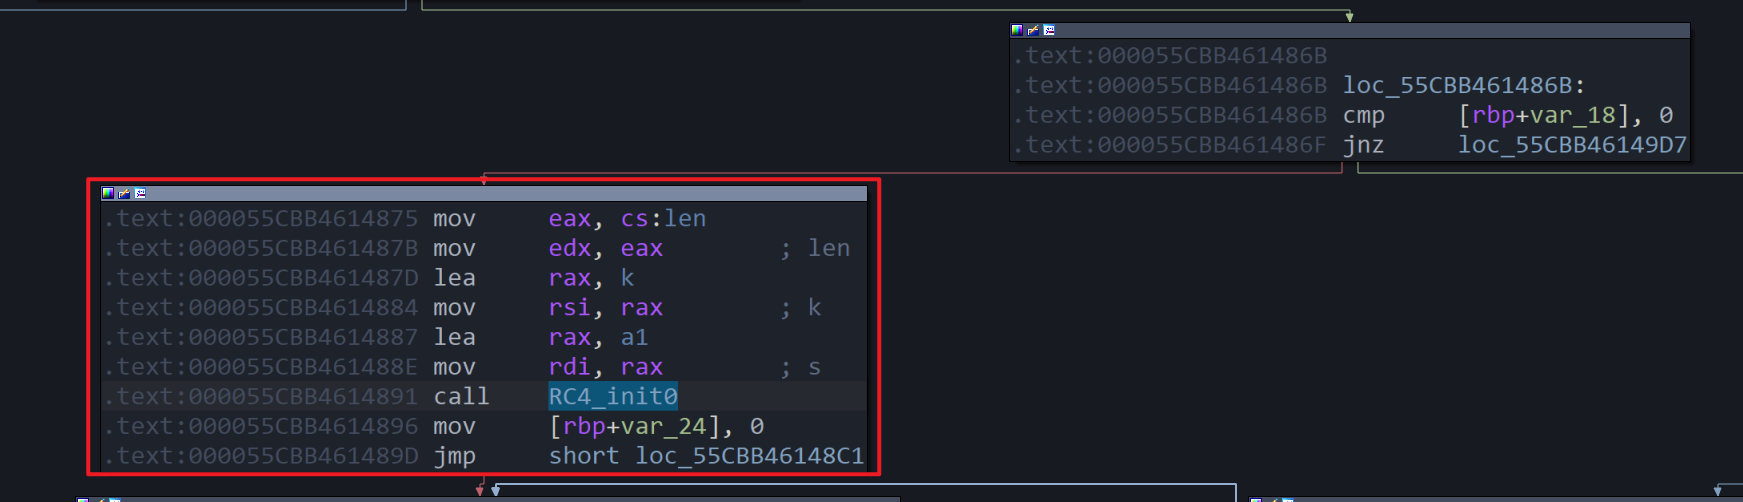 .text:000055CBB461486B
.text:000055CBB461486B loc_55CBB461486B:
.text:000055CBB461486B cmp [rbp+var_18], 0
.text:000055CBB461486F jnz loc_55CBB46149D7
.text:000055CBB4614875 mov eax, cs:len
.text:000055CBB461487B mov edx, eax ; len
.text:000055CBB461487D lea rax, k
.text:000055CBB4614884 mov rsi, rax ; k
.text:000055CBB4614887 lea rax, a1
.text:000055CBB461488E mov rdi, rax ; s
.text:000055CBB4614891 call RC4_init0
.text:000055CBB4614896 mov [rbp+var_24], 0
.text:000055CBB461489D jmp short loc_55CBB46148C1